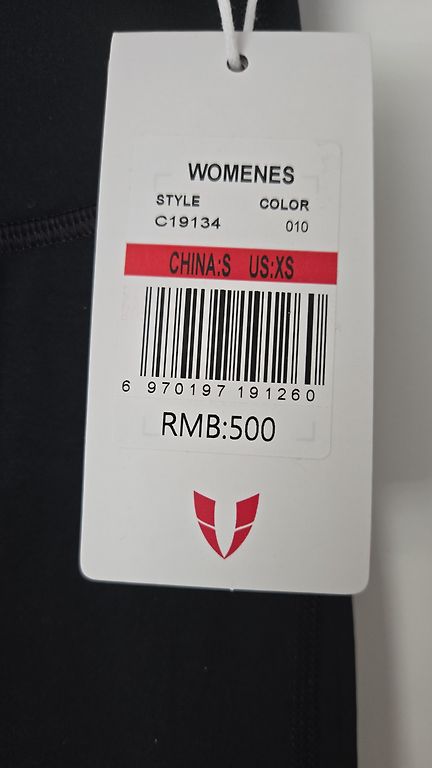 WOMENES
STYLE COLOR
C19134 010
CHINA:S US:XS
6 970197 191260
RMB:500